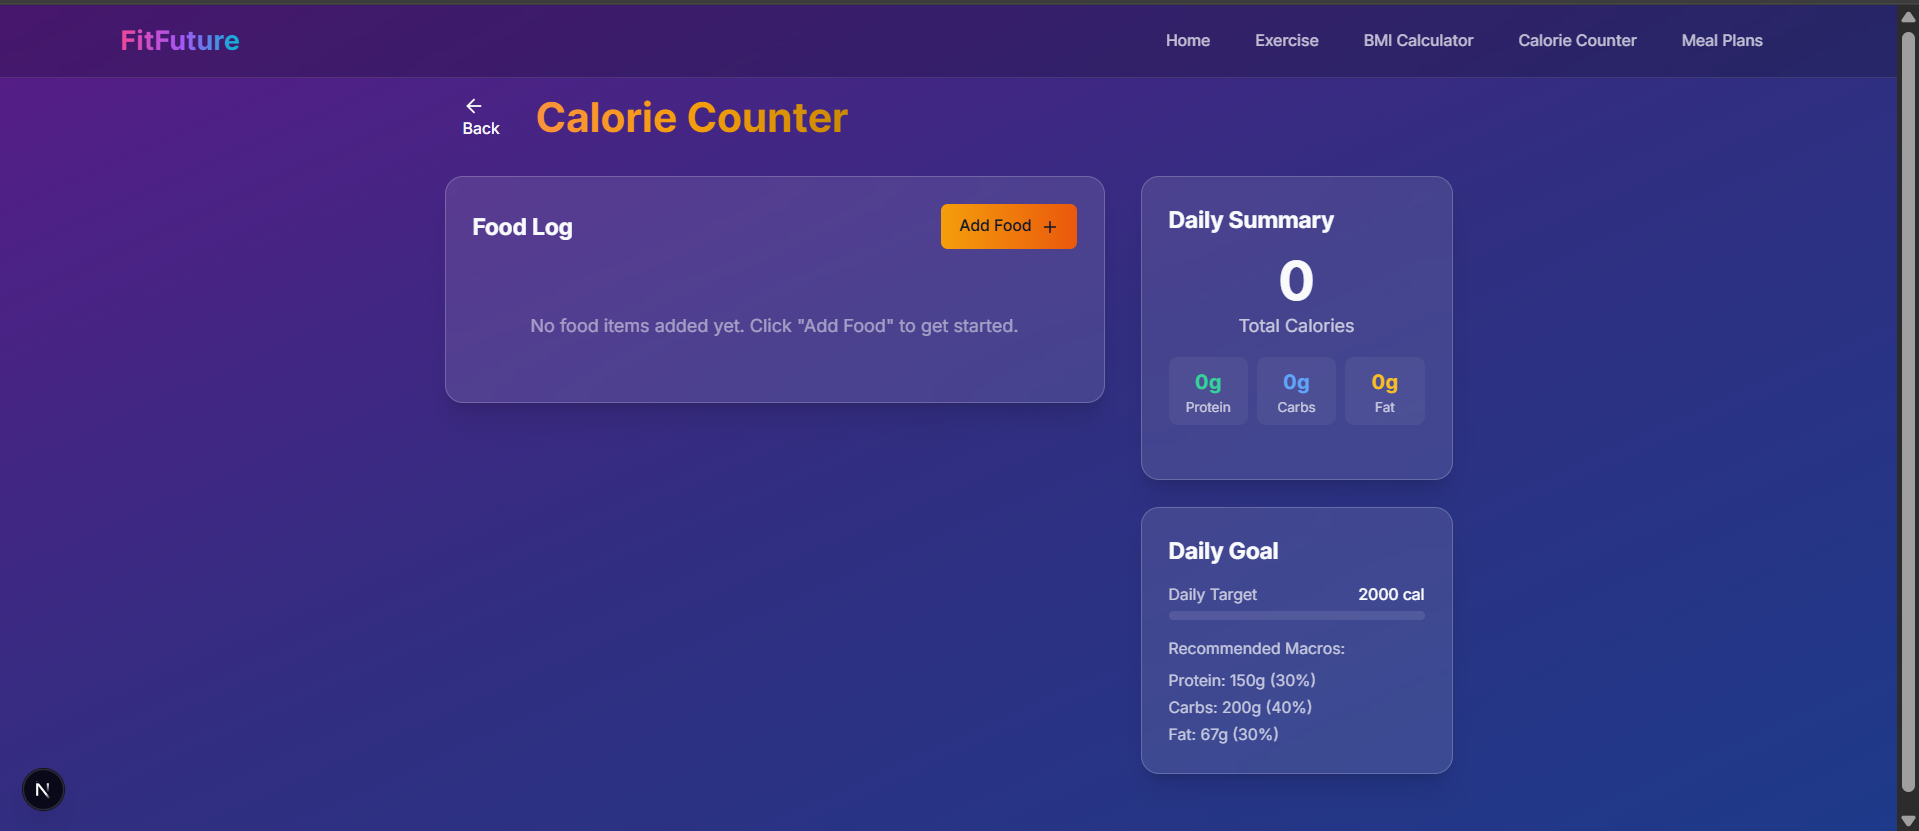 FitFuture
Home Exercise BMI Calculator Calorie Counter Meal Plans
Back
Calorie Counter
Food Log
Add Food +
No food items added yet. Click "Add Food" to get started.
Daily Summary
0
Total Calories
0g 0g 0g
Protein Carbs Fat
Daily Goal
Daily Target 2000 cal
Recommended Macros:
Protein: 150g (30%)
Carbs: 200g (40%)
Fat: 67g (30%)
N